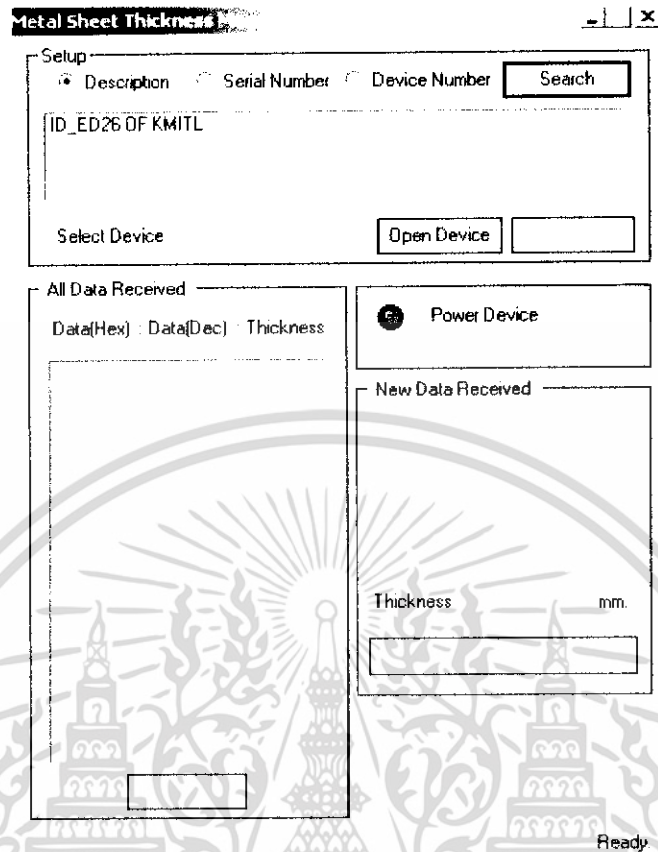 Metal Sheet Thickness
Setup
Description Serial Number Device Number Search
ID_ED26 OF KMITL
Select Device Open Device
All Data Received
Data(Hex) : Data(Dec) : Thickness
Power Device
New Data Received
Thickness mm.
Ready